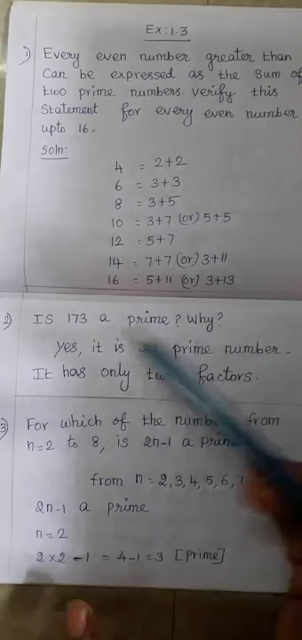 Ex:1.3
1) Every even number greater than
Can be expressed as the Sum of
two prime numbers. Verify this
Statement for every even number
upto 16.
Soln:
4 = 2+2
6 = 3+3
8 = 3+5
10 = 3+7 (or) 5+5
12 = 5+7
14 = 7+7 (or) 3+11
16 = 5+11 (or) 3+13
2) IS 173 a prime? Why?
Yes, it is prime number.
It has only factors.
3) For which of the from
n=2 to 8, is 2n-1 a
from n = 2,3,4,5,6,7
2n-1 a prime
n=2
2×2-1 = 4-1=3 [prime]